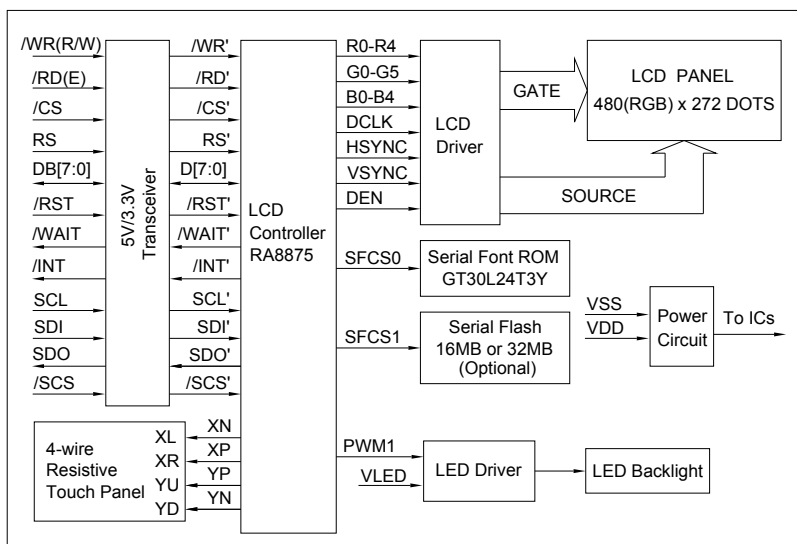 /WR(R/W)
/RD(E)
/CS
RS
DB[7:0]
/RST
/WAIT
/INT
SCL
SDI
SDO
/SCS
5V/3.3V
Transceiver
/WR'
/RD'
/CS'
RS'
D[7:0]
/RST'
/WAIT'
/INT'
SCL'
SDI'
SDO'
/SCS'
LCD
Controller
RA8875
R0-R4
G0-G5
B0-B4
DCLK
HSYNC
VSYNC
DEN
LCD
Driver
GATE
SOURCE
LCD PANEL
480(RGB) x 272 DOTS
SFCS0
Serial Font ROM
GT30L24T3Y
SFCS1
Serial Flash
16MB or 32MB
(Optional)
VSS
VDD
Power
Circuit
To ICs
4-wire
Resistive
Touch Panel
XL
XR
YU
YD
XN
XP
YP
YN
PWM1
VLED
LED Driver
LED Backlight